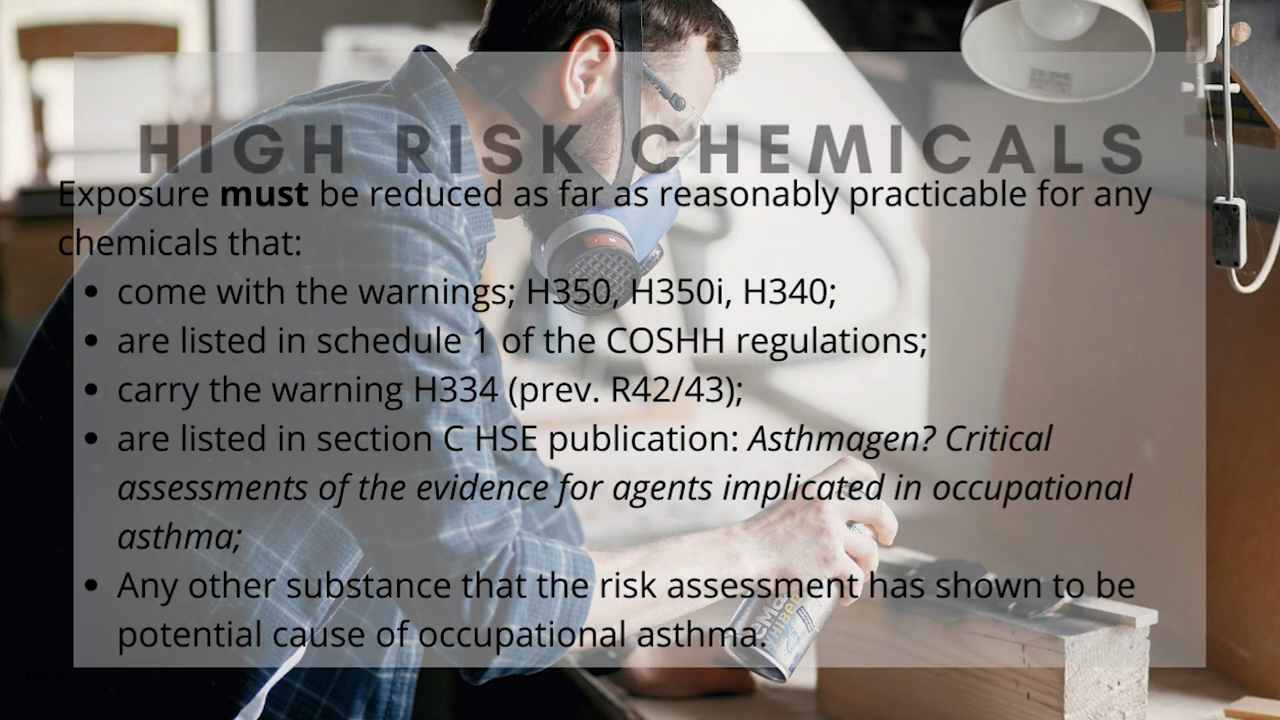 HIGH RISK CHEMICALS
Exposure must be reduced as far as reasonably practicable for any
chemicals that:
• come with the warnings; H350, H350i, H340;
• are listed in schedule 1 of the COSHH regulations;
• carry the warning H334 (prev. R42/43);
• are listed in section C HSE publication: Asthmagen? Critical
assessments of the evidence for agents implicated in occupational
asthma;
• Any other substance that the risk assessment has shown to be
potential cause of occupational asthma.